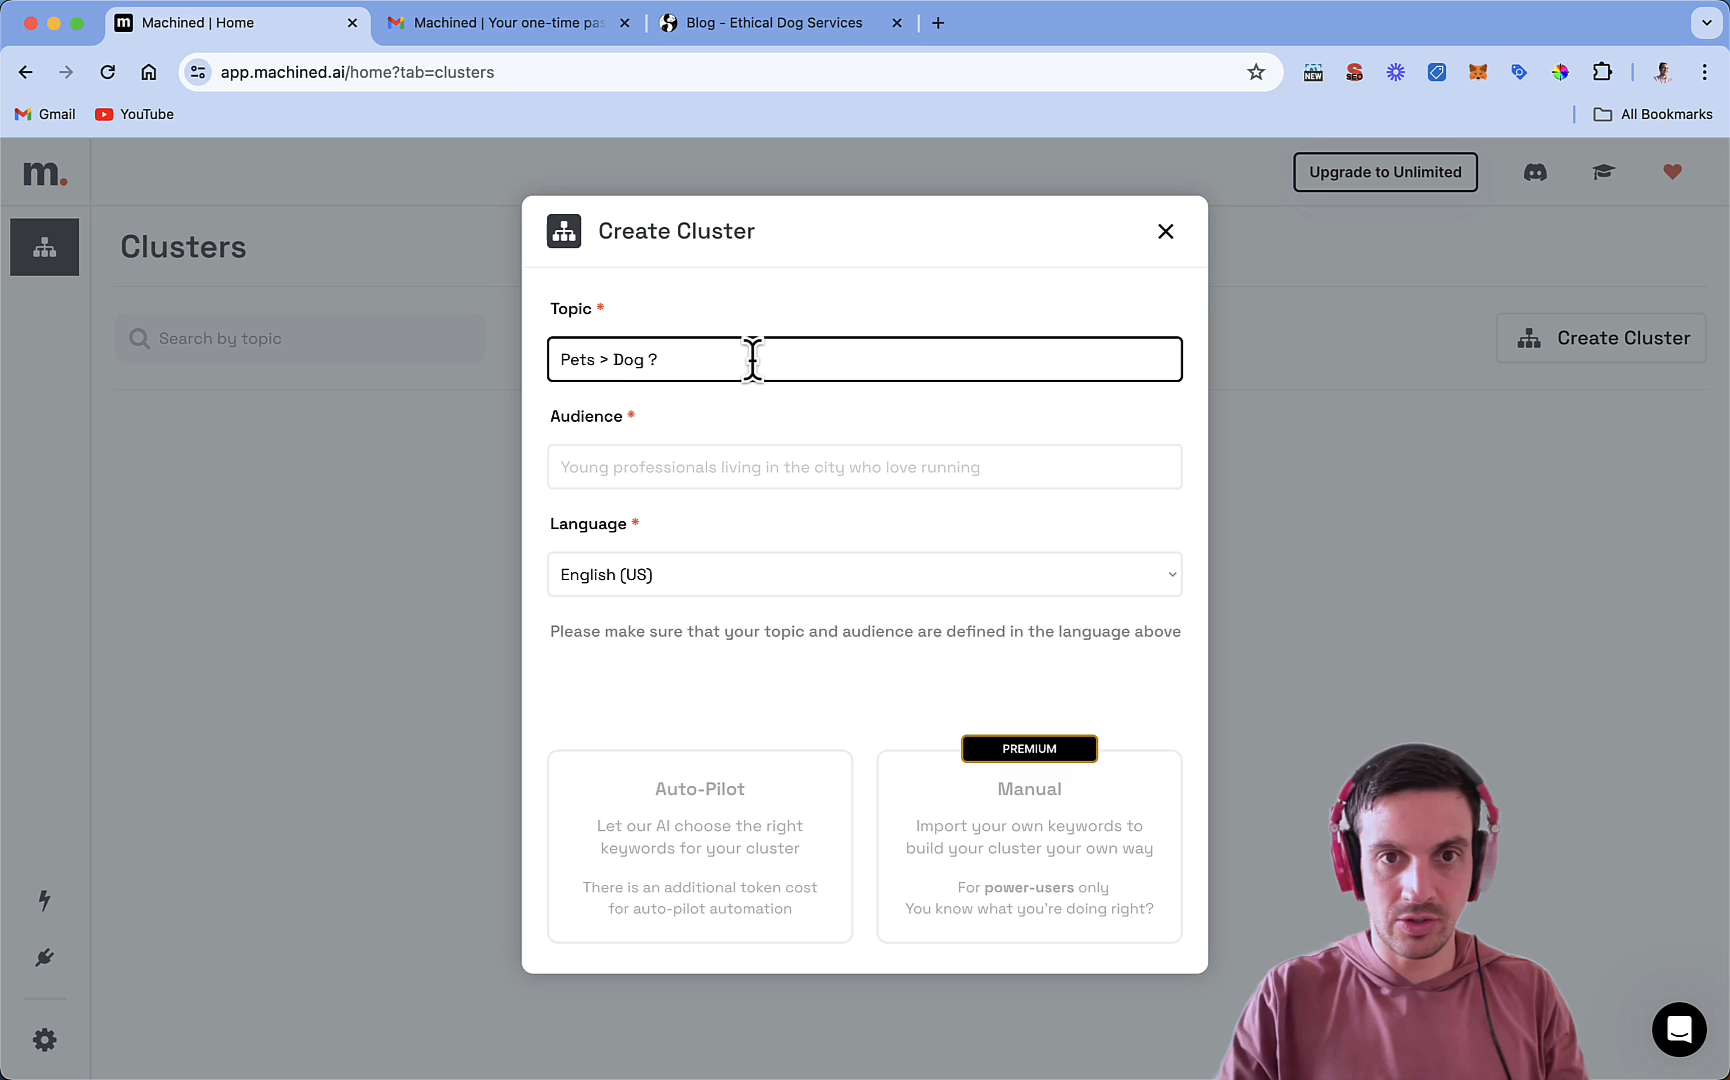 Machined | Home
Machined | Your one-time pas
Blog - Ethical Dog Services
app.machined.ai/home?tab=clusters
NEW
SEO
Gmail
YouTube
All Bookmarks
m.
Upgrade to Unlimited
Clusters
Search by topic
Create Cluster
Create Cluster
Topic *
Pets > Dog ?
Audience *
Young professionals living in the city who love running
Language *
English (US)
Please make sure that your topic and audience are defined in the language above
PREMIUM
Auto-Pilot
Let our AI choose the right
keywords for your cluster
There is an additional token cost
for auto-pilot automation
Manual
Import your own keywords to
build your cluster your own way
For power-users only
You know what you're doing right?